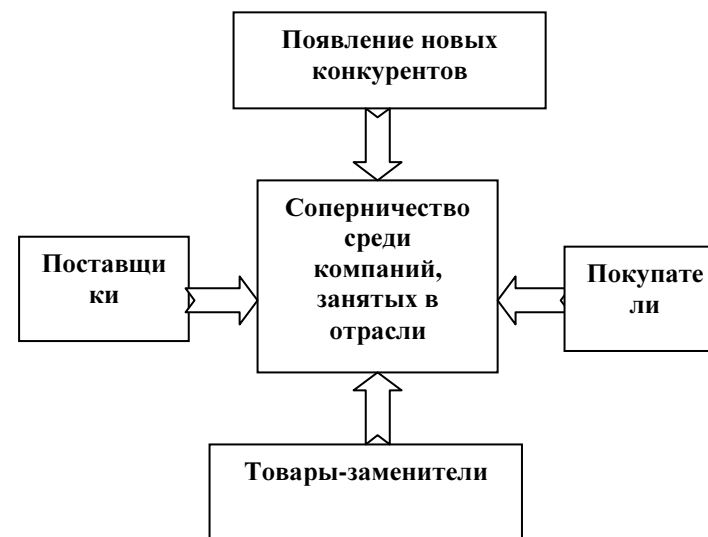 Появление новых
конкурентов
Соперничество
среди
компаний,
занятых в
отрасли
Поставщи
ки
Покупате
ли
Товары-заменители